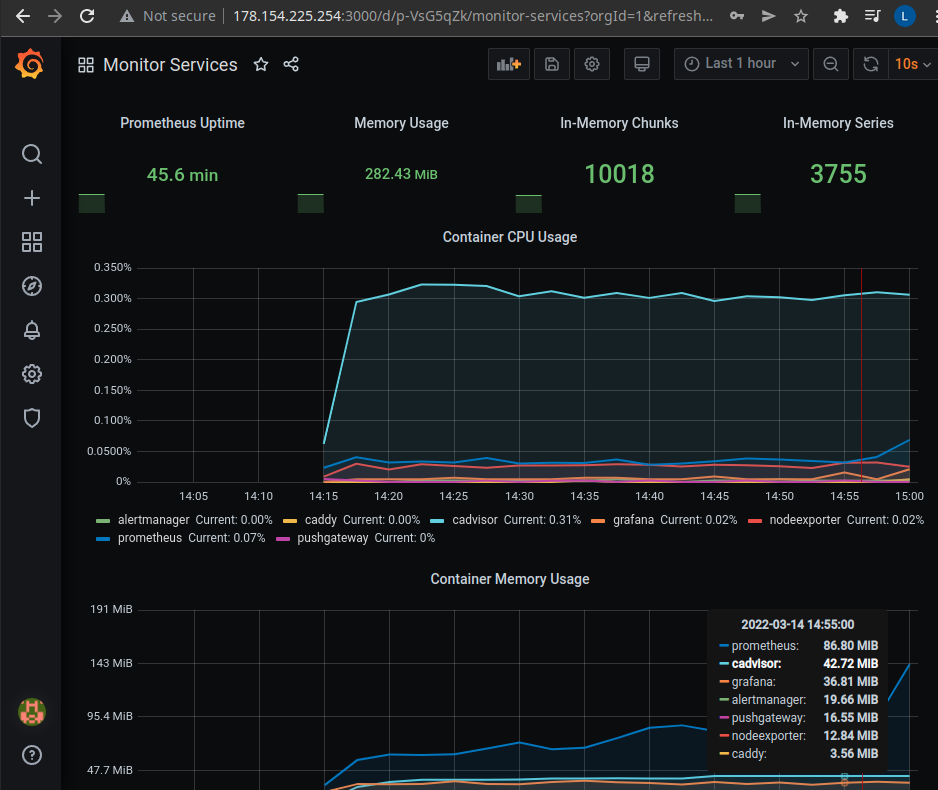 Not secure 178.154.225.254:3000/d/p-VsG5qZk/monitor-services?orgId=1&refresh... L
Monitor Services Last 1 hour 10s
Prometheus Uptime Memory Usage In-Memory Chunks In-Memory Series
45.6 min 282.43 MiB 10018 3755
Container CPU Usage
0.350%
0.300%
0.250%
0.200%
0.150%
0.100%
0.0500%
0%
14:05 14:10 14:15 14:20 14:25 14:30 14:35 14:40 14:45 14:50 14:55 15:00
alertmanager Current: 0.00% caddy Current: 0.00% cadvisor Current: 0.31% grafana Current: 0.02% nodeexporter Current: 0.02%
prometheus Current: 0.07% pushgateway Current: 0%
Container Memory Usage
191 MiB
143 MiB
95.4 MiB
47.7 MiB
2022-03-14 14:55:00
prometheus: 86.80 MiB
cadvisor: 42.72 MiB
grafana: 36.81 MiB
alertmanager: 19.66 MiB
pushgateway: 16.55 MiB
nodeexporter: 12.84 MiB
caddy: 3.56 MiB